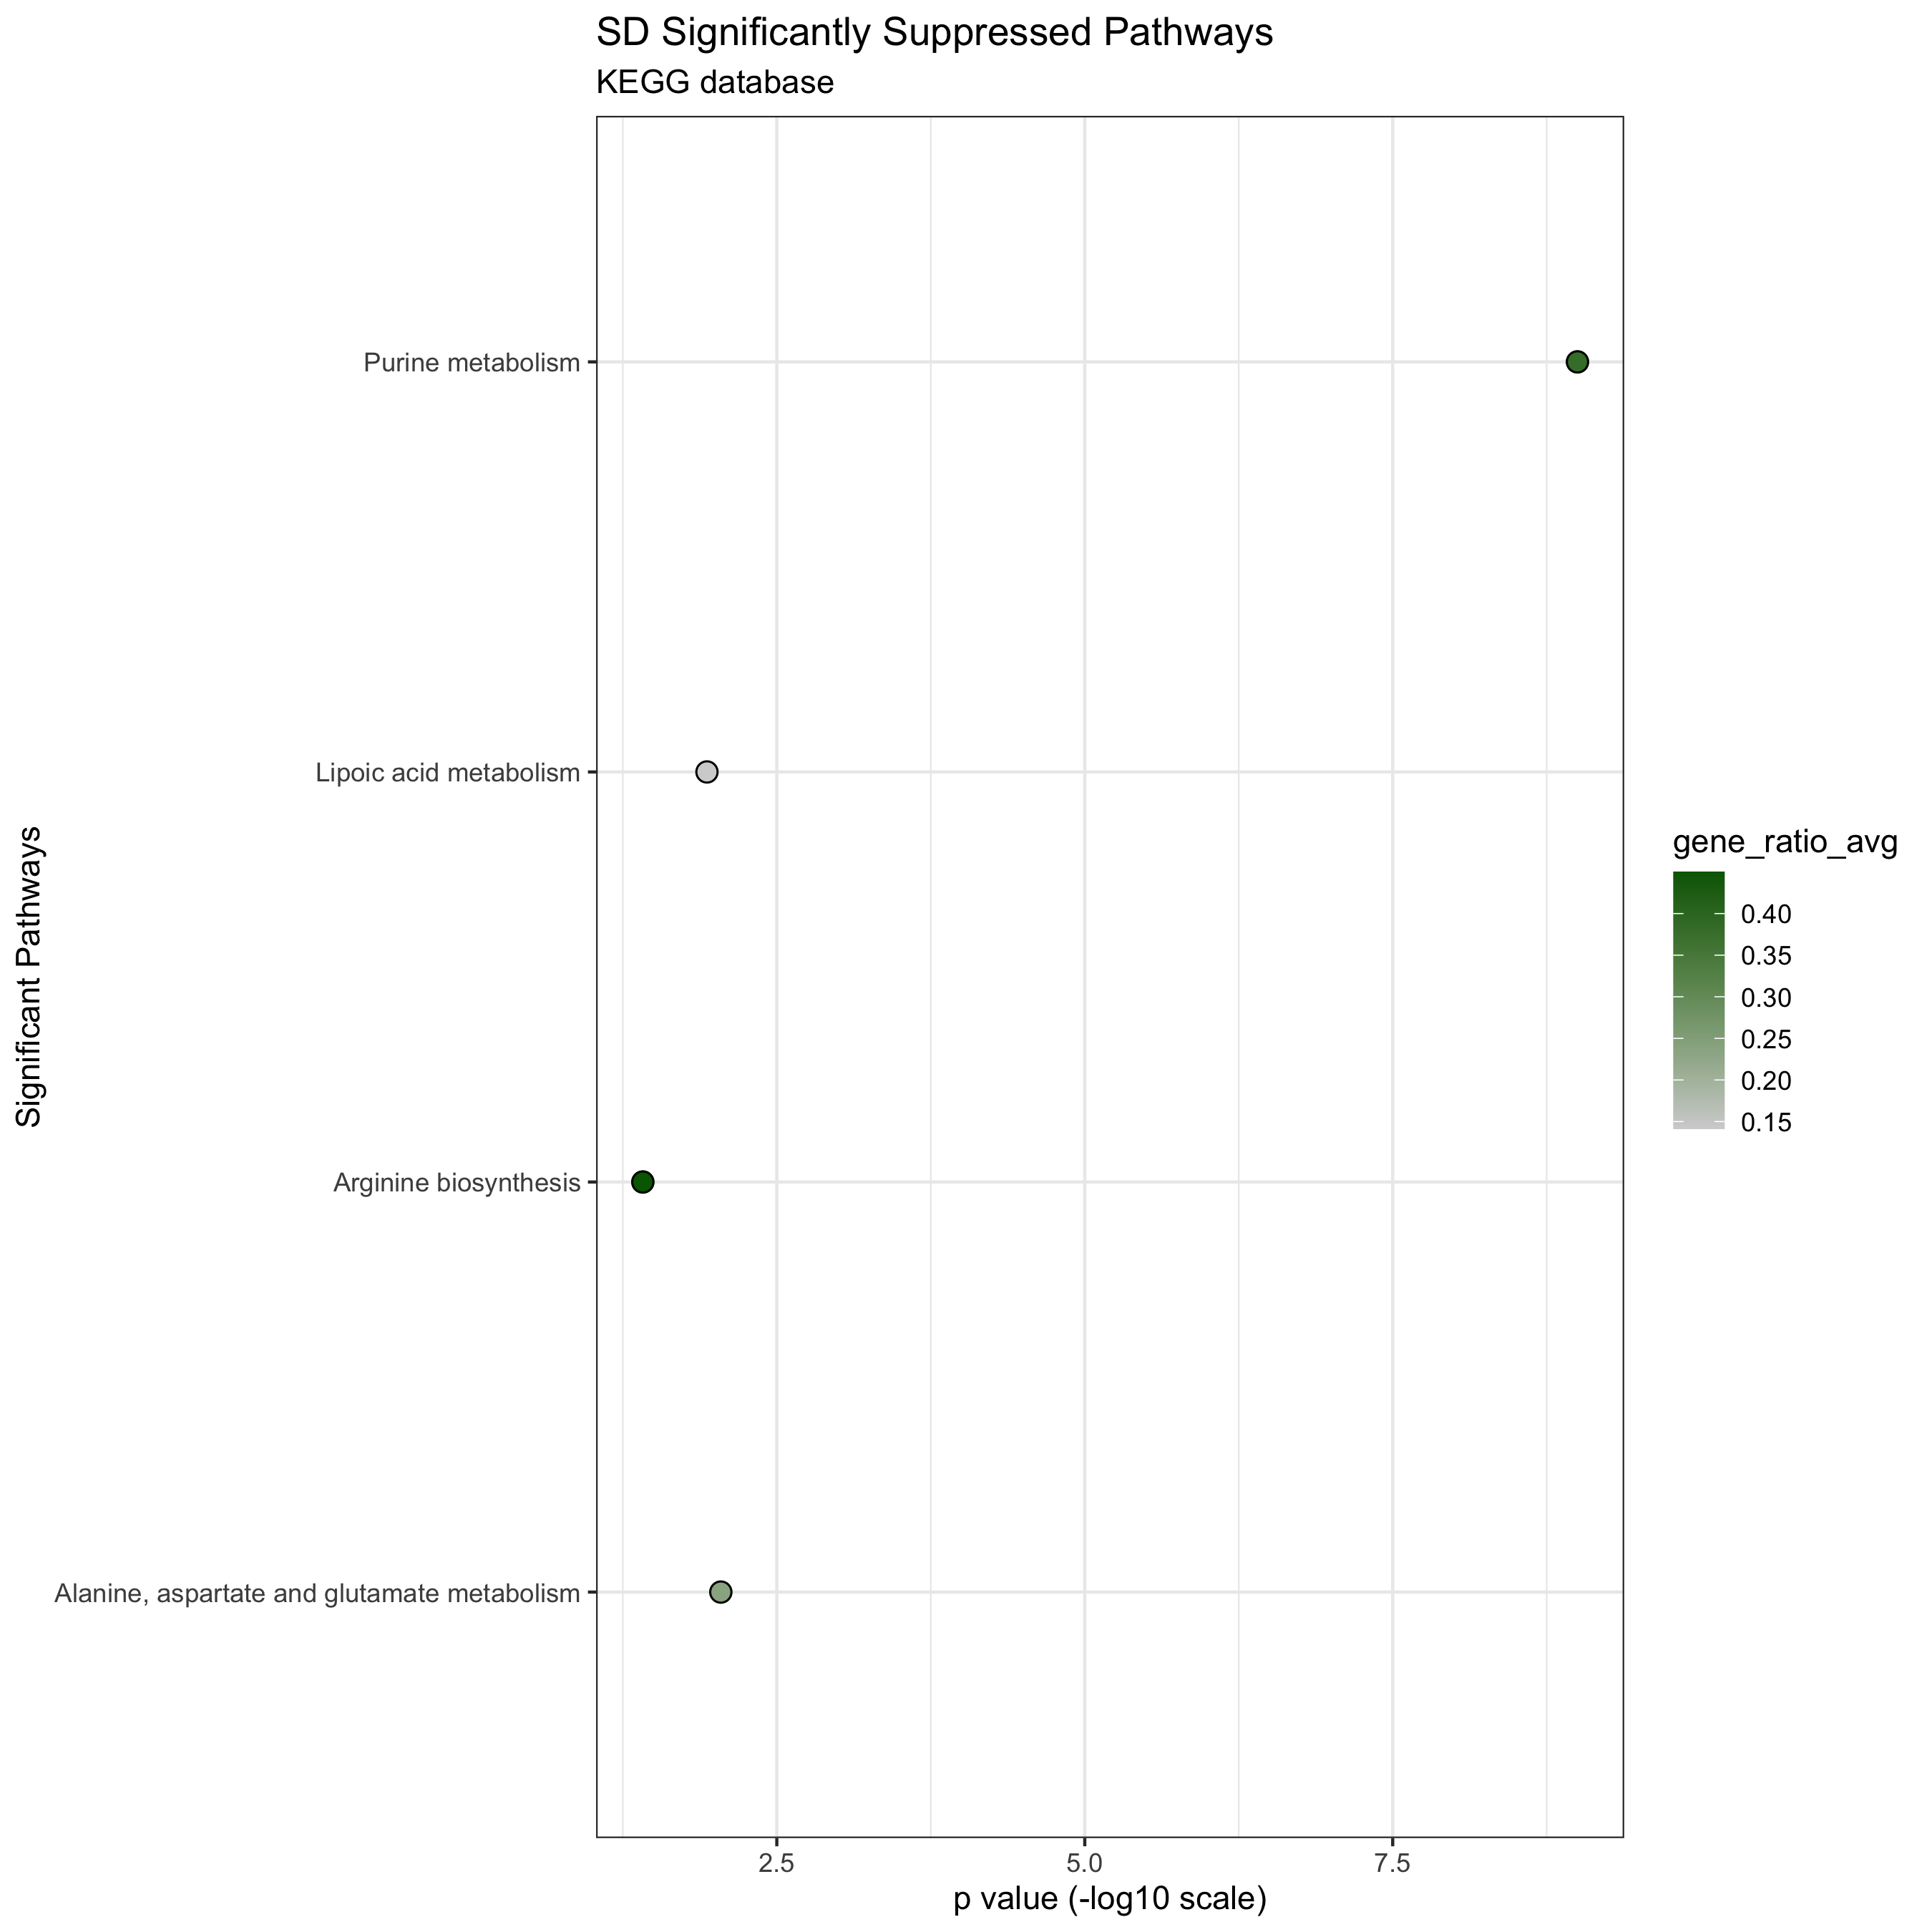 SD Significantly Suppressed Pathways
KEGG database
Significant Pathways
Purine metabolism
Lipoic acid metabolism
Arginine biosynthesis
Alanine, aspartate and glutamate metabolism
2.5
5.0
7.5
p value (-log10 scale)
gene_ratio_avg
0.40
0.35
0.30
0.25
0.20
0.15